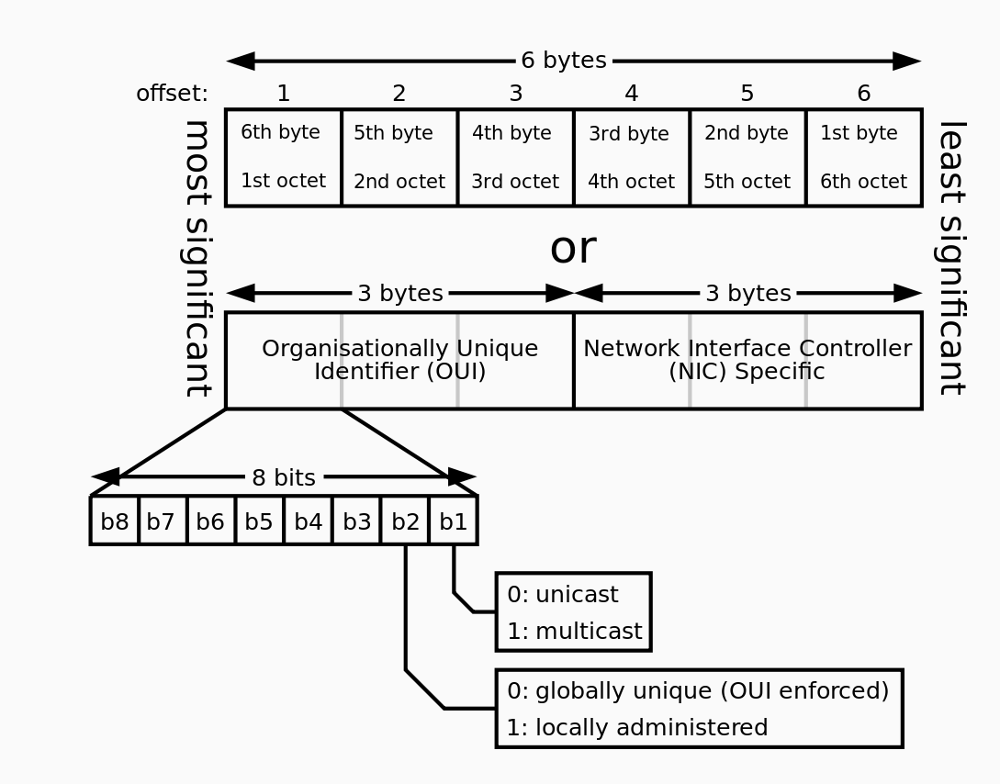 6 bytes
offset: 1 2 3 4 5 6
most significant
6th byte 5th byte 4th byte 3rd byte 2nd byte 1st byte
1st octet 2nd octet 3rd octet 4th octet 5th octet 6th octet
least significant
or
3 bytes 3 bytes
Organisationally Unique
Identifier (OUI)
Network Interface Controller
(NIC) Specific
8 bits
b8 b7 b6 b5 b4 b3 b2 b1
0: unicast
1: multicast
0: globally unique (OUI enforced)
1: locally administered